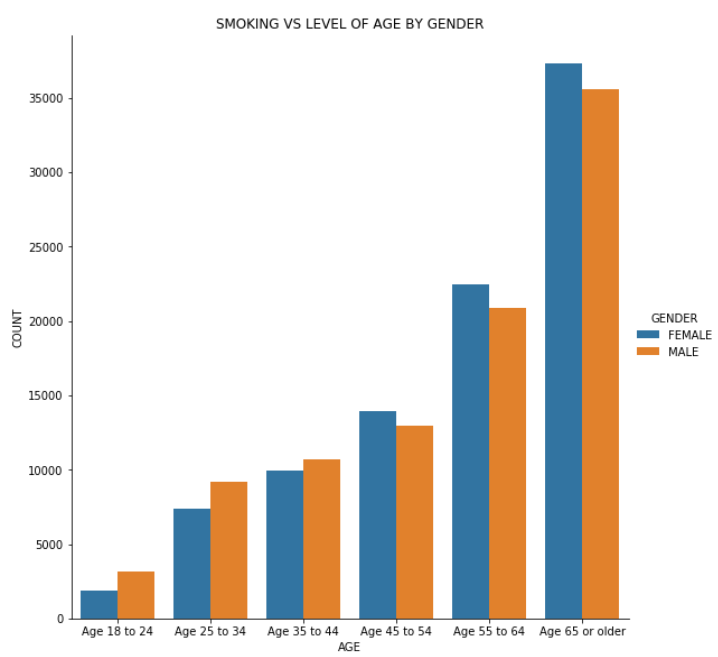 SMOKING VS LEVEL OF AGE BY GENDER
35000
30000
25000
20000
15000
10000
5000
0
COUNT
Age 18 to 24 Age 25 to 34 Age 35 to 44 Age 45 to 54 Age 55 to 64 Age 65 or older
AGE
GENDER
FEMALE
MALE